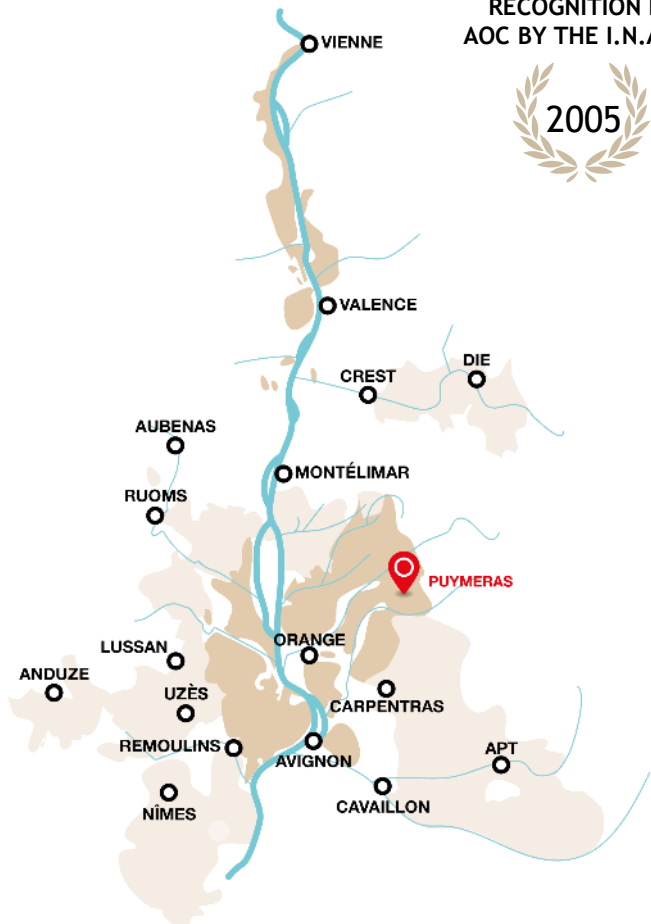 RECOGNITION
AOC BY THE I.N.A
2005
VIENNE
VALENCE
DIE
CREST
AUBENAS
MONTÉLIMAR
RUOMS
PUYMERAS
ORANGE
LUSSAN
ANDUZE
UZÈS
CARPENTRAS
REMOULINS
AVIGNON
APT
CAVAILLON
NÎMES